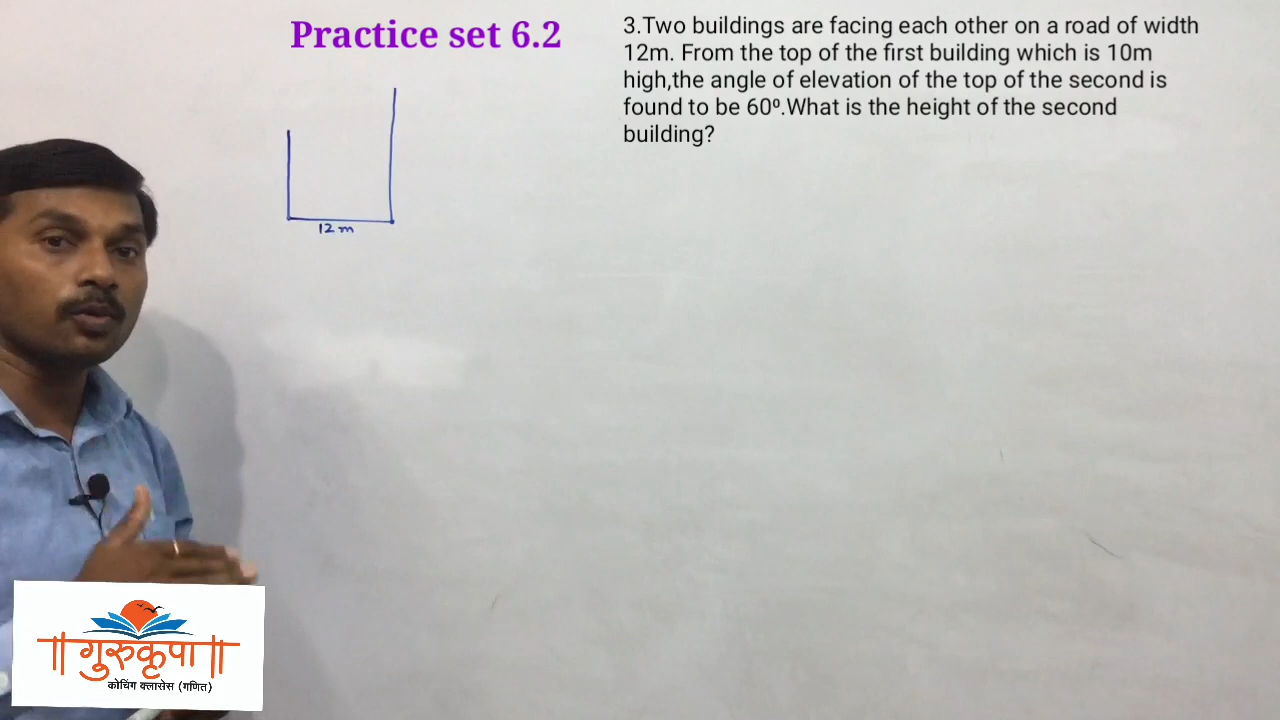 Practice set 6.2
3.Two buildings are facing each other on a road of width
12m. From the top of the first building which is 10m
high,the angle of elevation of the top of the second is
found to be 60⁰.What is the height of the second
building?
12 m
|| गुरुकृपा ||
कोचिंग क्लासेस (गणित)